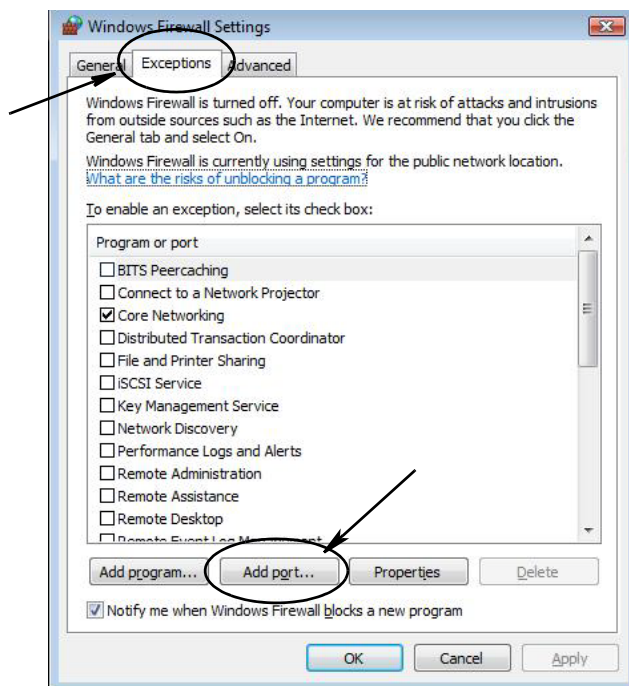 Windows Firewall Settings
General Exceptions Advanced
Windows Firewall is turned off. Your computer is at risk of attacks and intrusions
from outside sources such as the Internet. We recommend that you click the
General tab and select On.
Windows Firewall is currently using settings for the public network location.
What are the risks of unblocking a program?
To enable an exception, select its check box:
Program or port
BITS Peercaching
Connect to a Network Projector
Core Networking
Distributed Transaction Coordinator
File and Printer Sharing
iSCSI Service
Key Management Service
Network Discovery
Performance Logs and Alerts
Remote Administration
Remote Assistance
Remote Desktop
Remote Event Log Management
Add program... Add port... Properties Delete
Notify me when Windows Firewall blocks a new program
OK Cancel Apply